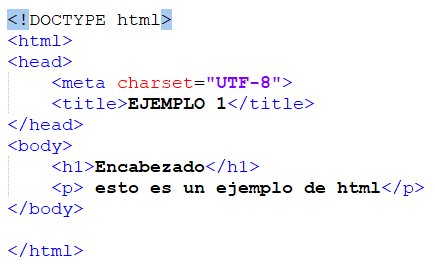 <!DOCTYPE html>
<html>
<head>
    <meta charset="UTF-8">
    <title>EJEMPLO 1</title>
</head>
<body>
    <h1>Encabezado</h1>
    <p> esto es un ejemplo de html</p>
</body>

</html>